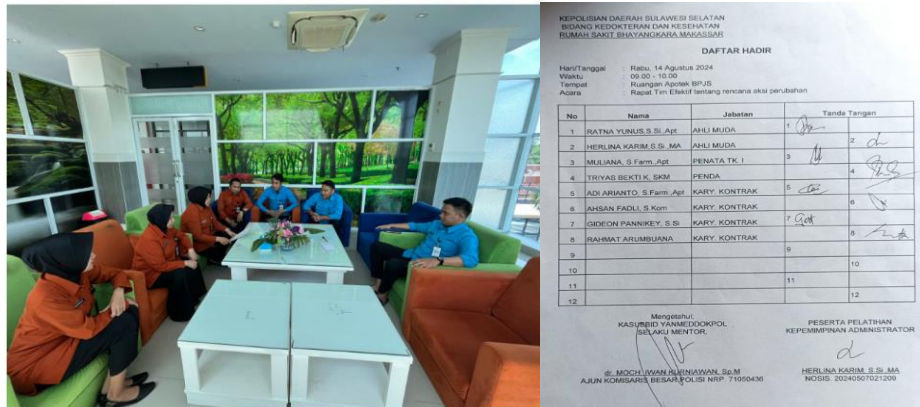 KEPOLISIAN DAERAH SULAWESI SELATAN
BIDANG KEDOKTERAN DAN KESEHATAN
RUMAH SAKIT BHAYANGKARA MAKASSAR
DAFTAR HADIR
Hari/Tanggal : Rabu, 14 Agustus 2024
Waktu : 09.00 - 10.00
Tempat : Ruangan Apotek BPJS
Acara : Rapat Tim Efektif tentang rencana aksi perubahan
No Nama Jabatan Tanda Tangan
1 RATNA YUNUS,S.Si.,Apt AHLI MUDA 1
2 HERLINA KARIM,S.Si.,MA AHLI MUDA 2
3 MULIANA, S.Farm.,Apt PENATA TK. I 3
4 TRIYAS BEKTI K, SKM PENDA 4
5 ADI ARIANTO, S.Farm.,Apt KARY. KONTRAK 5
6 AHSAN FADLI, S.Kom KARY. KONTRAK 6
7 GIDEON PANNIKEY, S.Si KARY. KONTRAK 7
8 RAHMAT ARUMBUANA KARY. KONTRAK 8
9 9
10 10
11 11
12 12
Mengetahui,
KASUBBID YANMEDDOKPOL
SELAKU MENTOR,
dr. MOCH. IWAN KURNIAWAN, Sp.M
AJUN KOMISARIS BESAR POLISI NRP. 71050436
PESERTA PELATIHAN
KEPEMIMPINAN ADMINISTRATOR
HERLINA KARIM, S.Si.,MA
NOSIS. 20240507021209